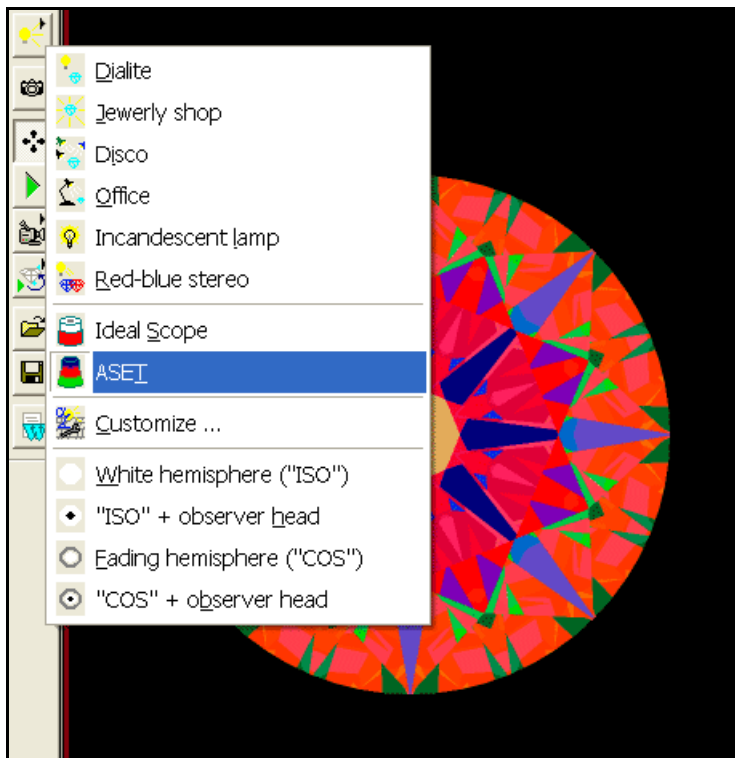 Dialite
Jewerly shop
Disco
Office
Incandescent lamp
Red-blue stereo
Ideal Scope
ASET
Customize ...
White hemisphere ("ISO")
"ISO" + observer head
Fading hemisphere ("COS")
"COS" + observer head